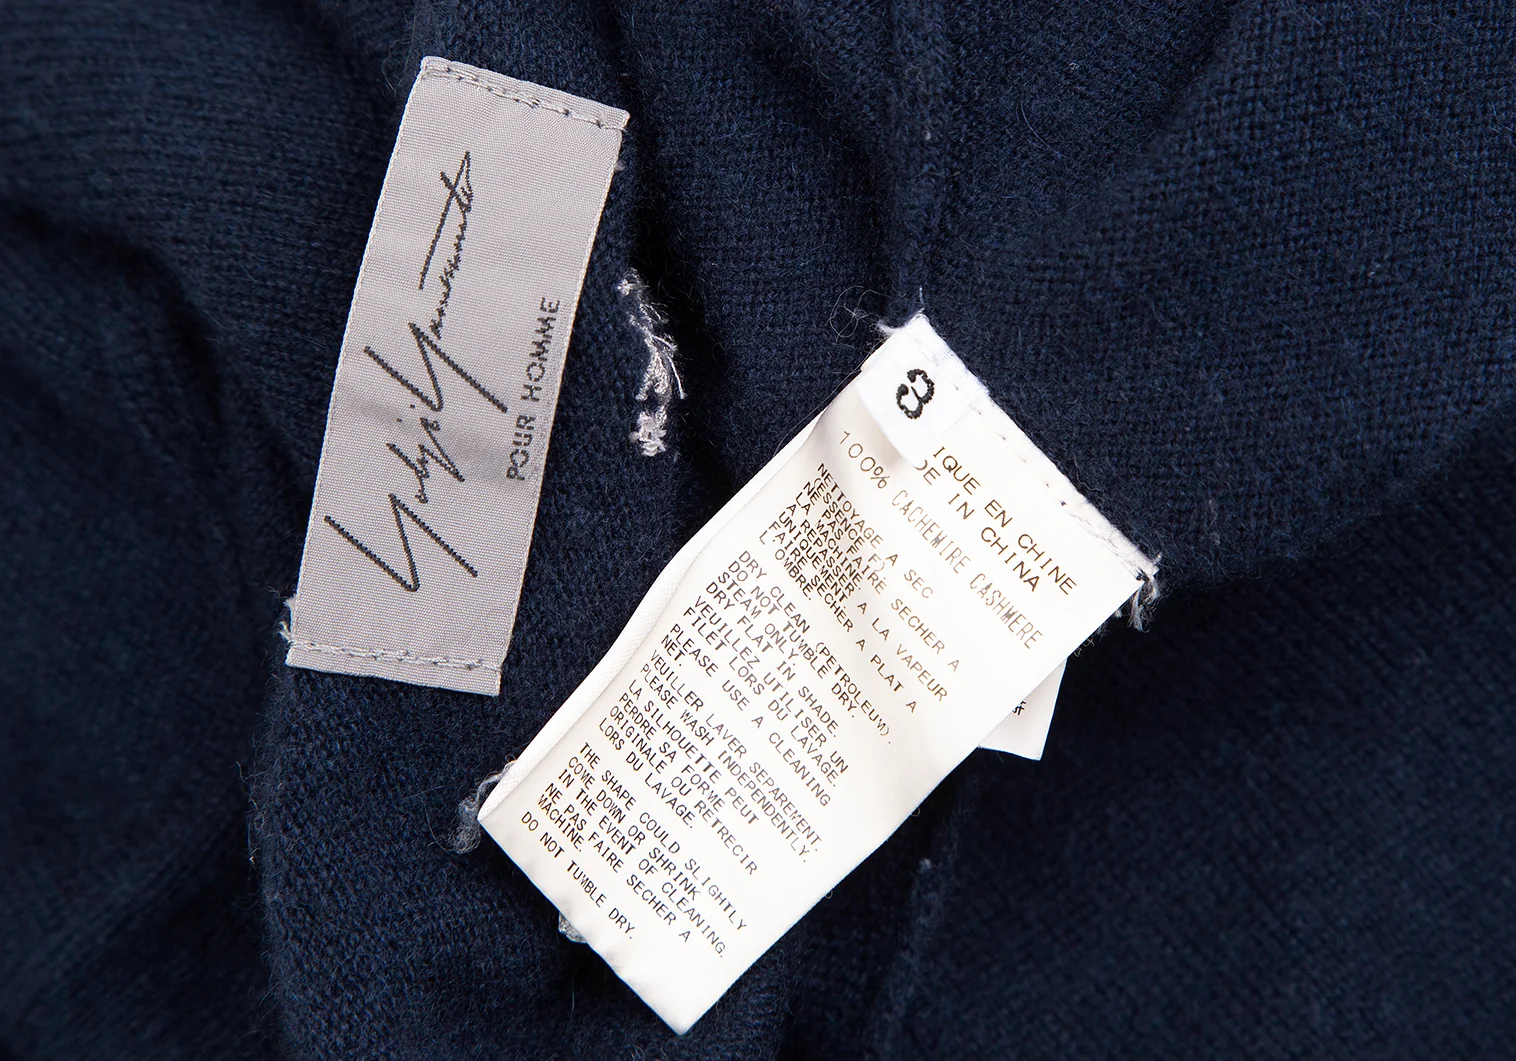 Yohji Yamamoto
POUR HOMME
3
IQUE EN CHINE
DE IN CHINA
100% CACHEMIRE CASHMERE
NETTOYAGE A SEC
(ESSENCE F)
NE PAS FAIRE SECHER A
LA MACHINE.
A REPASSER A LA VAPEUR
UNIQUEMENT.
FAIRE SECHER A PLAT A
L'OMBRE.
DRY CLEAN (PETROLEUM).
DO NOT TUMBLE DRY.
STEAM ONLY.
DRY FLAT IN SHADE.
VEUILLEZ UTILISER UN
FILET LORS DU LAVAGE.
PLEASE USE A CLEANING
NET.
VEUILLER LAVER SEPAREMENT.
PLEASE WASH INDEPENDENTLY.
LA SILHOUETTE PEUT
PERDRE SA FORME
ORIGINALE OU RETRECIR
LORS DU LAVAGE.
THE SHAPE COULD SLIGHTLY
COME DOWN OR SHRINK
IN THE EVENT OF CLEANING.
NE PAS FAIRE SECHER A
MACHINE.
DO NOT TUMBLE DRY.